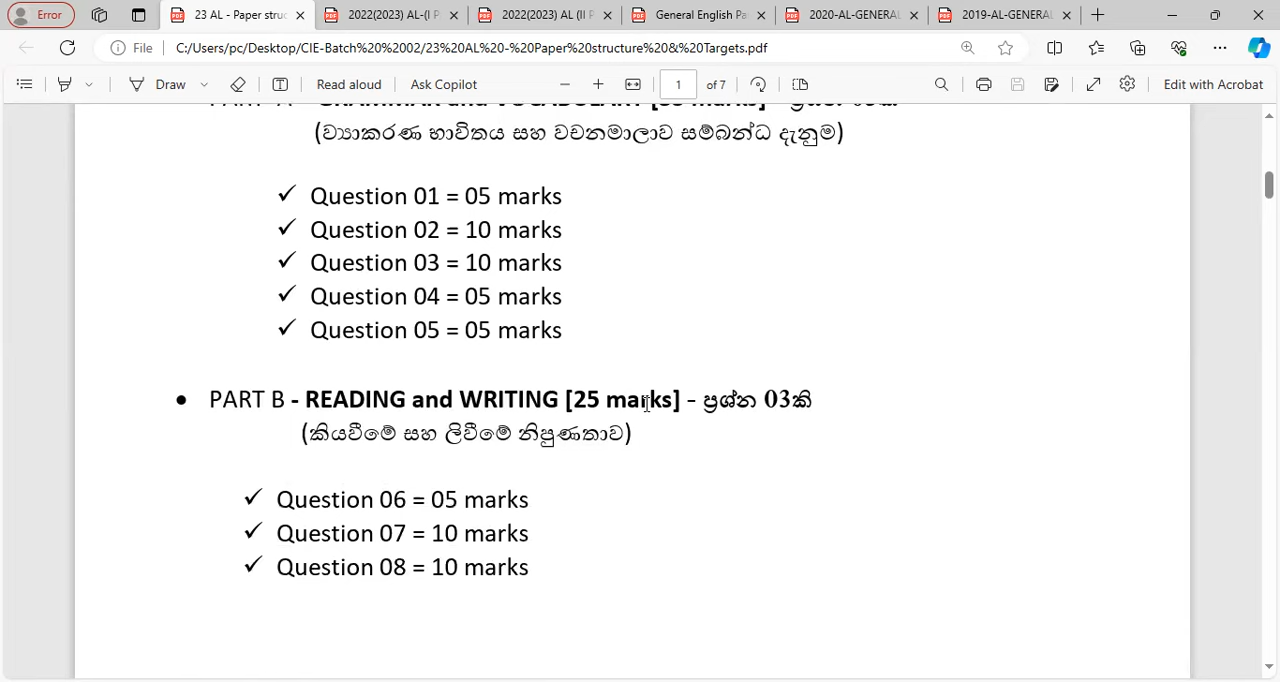 Error
23 AL - Paper struc
2022(2023) AL-(I P
2022(2023) AL (II P
General English Pa
2020-AL-GENERAL
2019-AL-GENERAL
File
C:/Users/pc/Desktop/CIE-Batch%20%2002/23%20AL%20-%20Paper%20structure%20&%20Targets.pdf
Draw
Read aloud
Ask Copilot
1
of 7
Edit with Acrobat
(ව්‍යාකරණ භාවිතය සහ වචනමාලාව සම්බන්ධ දැනුම)
✓ Question 01 = 05 marks
✓ Question 02 = 10 marks
✓ Question 03 = 10 marks
✓ Question 04 = 05 marks
✓ Question 05 = 05 marks
• PART B - READING and WRITING [25 marks] - ප්‍රශ්න 03කි
(කියවීමේ සහ ලිවීමේ නිපුණතාව)
✓ Question 06 = 05 marks
✓ Question 07 = 10 marks
✓ Question 08 = 10 marks